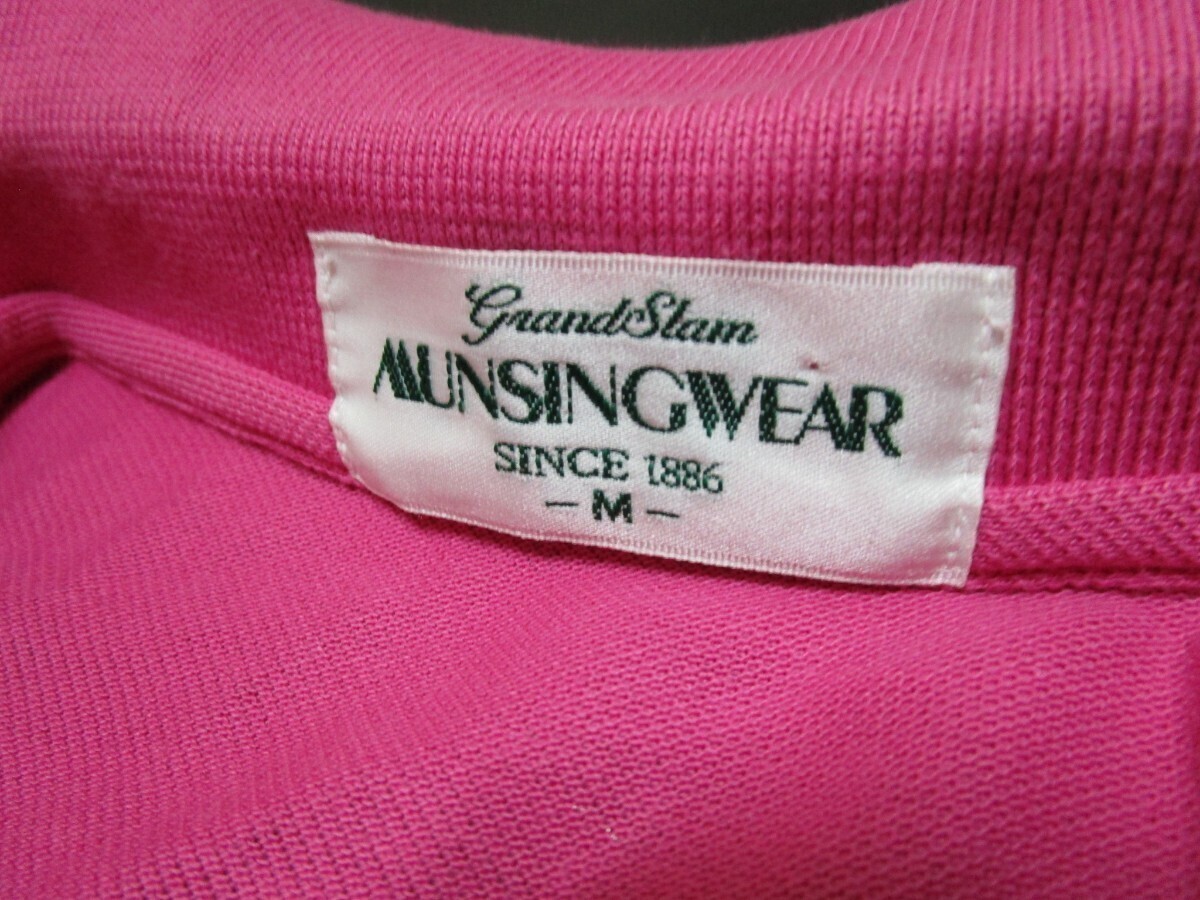 GrandSlam
MUNSINGWEAR
SINCE 1886
- M -